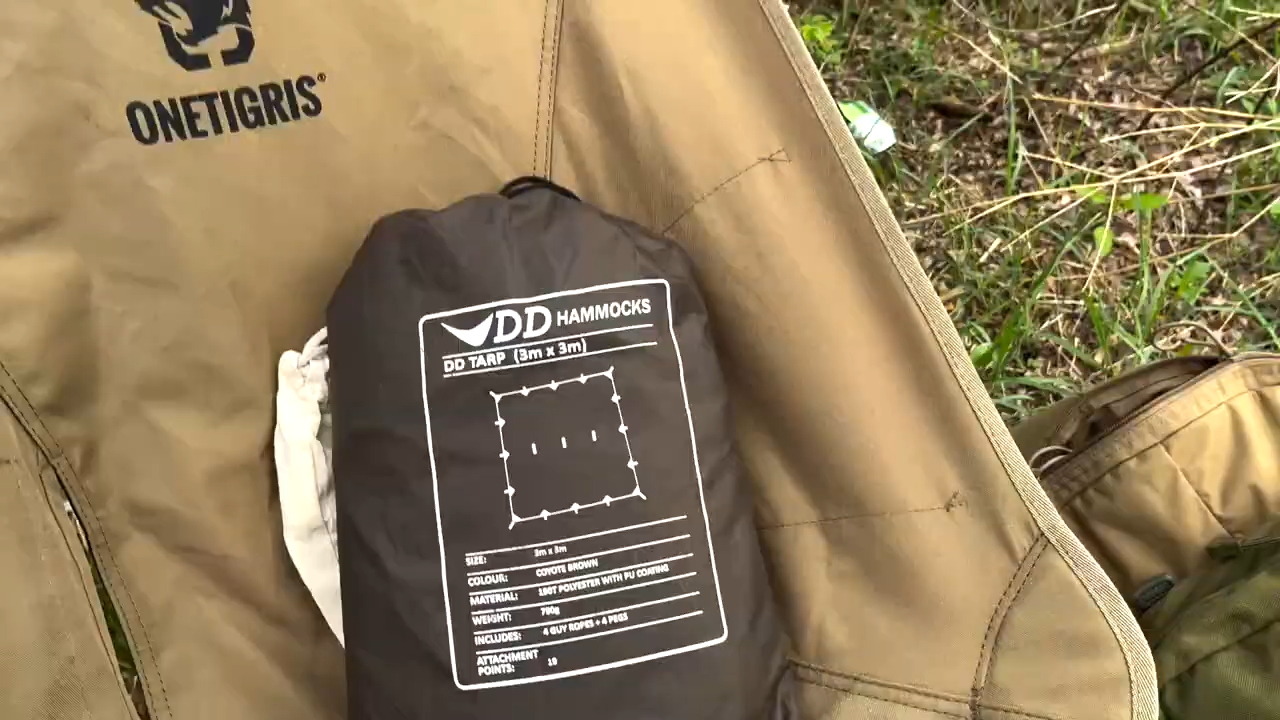 ONETIGRIS®
DD HAMMOCKS
DD TARP (3m x 3m)
SIZE: 3m x 3m
COLOUR: COYOTE BROWN
MATERIAL: 190T POLYESTER WITH PU COATING
WEIGHT: 790g
INCLUDES: 4 GUY ROPES + 4 PEGS
ATTACHMENT
POINTS: 19